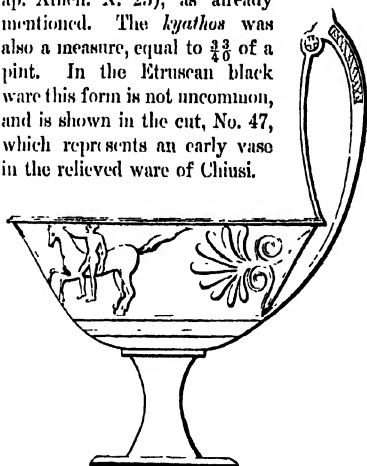 ap. Athen. X. 23), as already
mentioned. The kyathos was
also a measure, equal to 33/40 of a
pint. In the Etruscan black
ware this form is not uncommon,
and is shown in the cut, No. 47,
which represents an early vase
in the relieved ware of Chiusi.